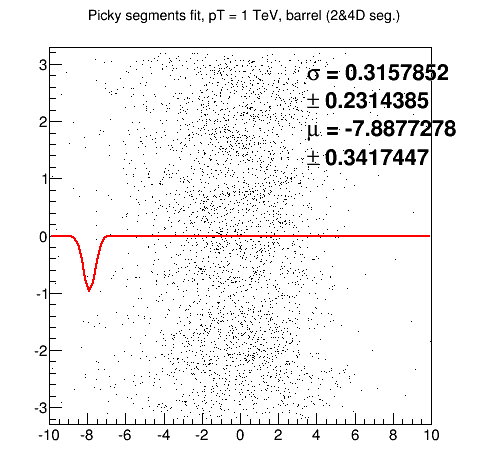 Picky segments fit, pT = 1 TeV, barrel (2&4D seg.)
σ = 0.3157852
± 0.2314385
μ = -7.8877278
± 0.3417447
3
2
1
0
-1
-2
-3
-10 -8 -6 -4 -2 0 2 4 6 8 10